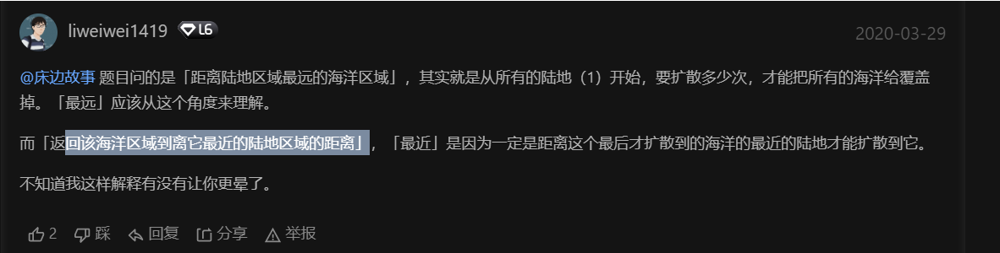 liweiwei1419 L6
2020-03-29
@床边故事 题目问的是「距离陆地区域最远的海洋区域」，其实就是从所有的陆地（1）开始，要扩散多少次，才能把所有的海洋给覆盖
掉。「最远」应该从这个角度来理解。
而「返回该海洋区域到离它最近的陆地区域的距离」，「最近」是因为一定是距离这个最后才扩散到的海洋的最近的陆地才能扩散到它。
不知道我这样解释有没有让你更晕了。
2 踩 回复 分享 举报